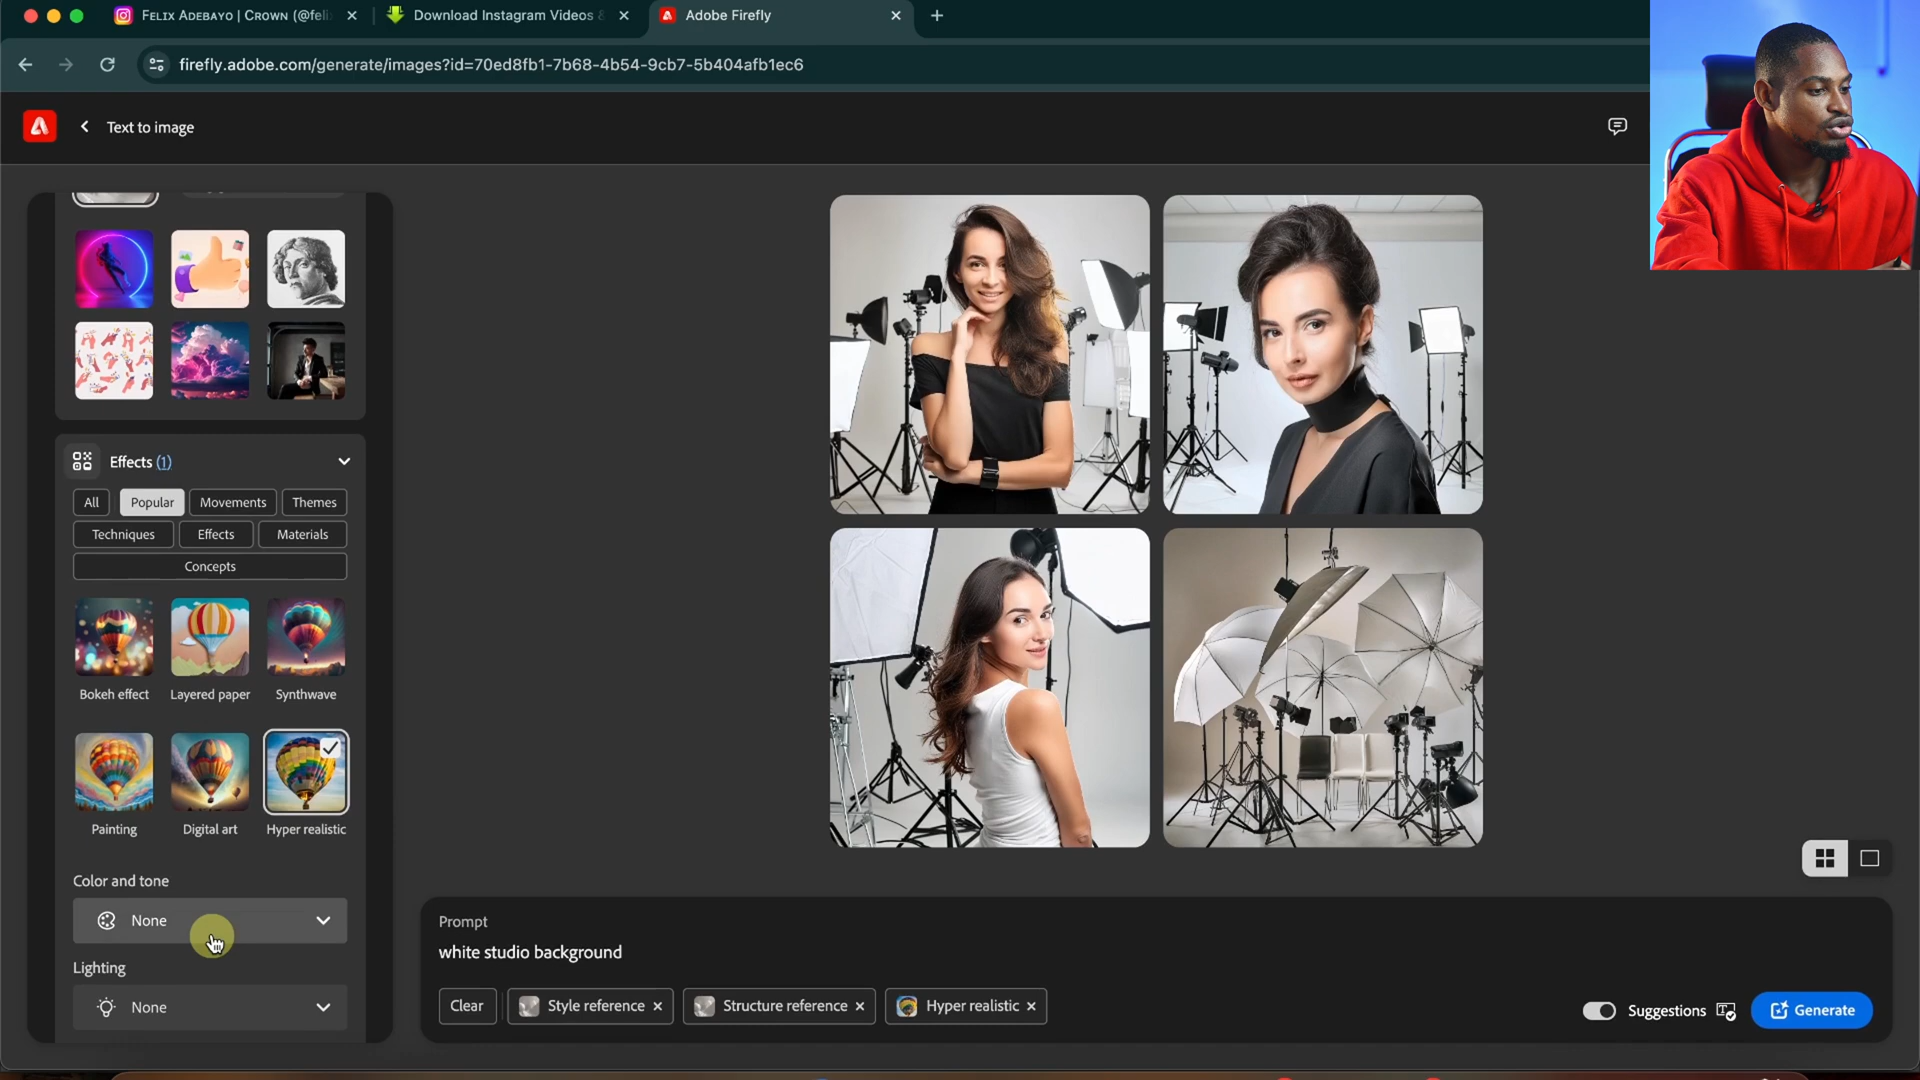 FELIX ADEBAYO | CROWN (@feli
Download Instagram Videos &
Adobe Firefly
firefly.adobe.com/generate/images?id=70ed8fb1-7b68-4b54-9cb7-5b404afb1ec6
Text to image
Effects (1)
All
Popular
Movements
Themes
Techniques
Effects
Materials
Concepts
Bokeh effect
Layered paper
Synthwave
Painting
Digital art
Hyper realistic
Color and tone
None
Lighting
None
Prompt
white studio background
Clear
Style reference
Structure reference
Hyper realistic
Suggestions
Generate